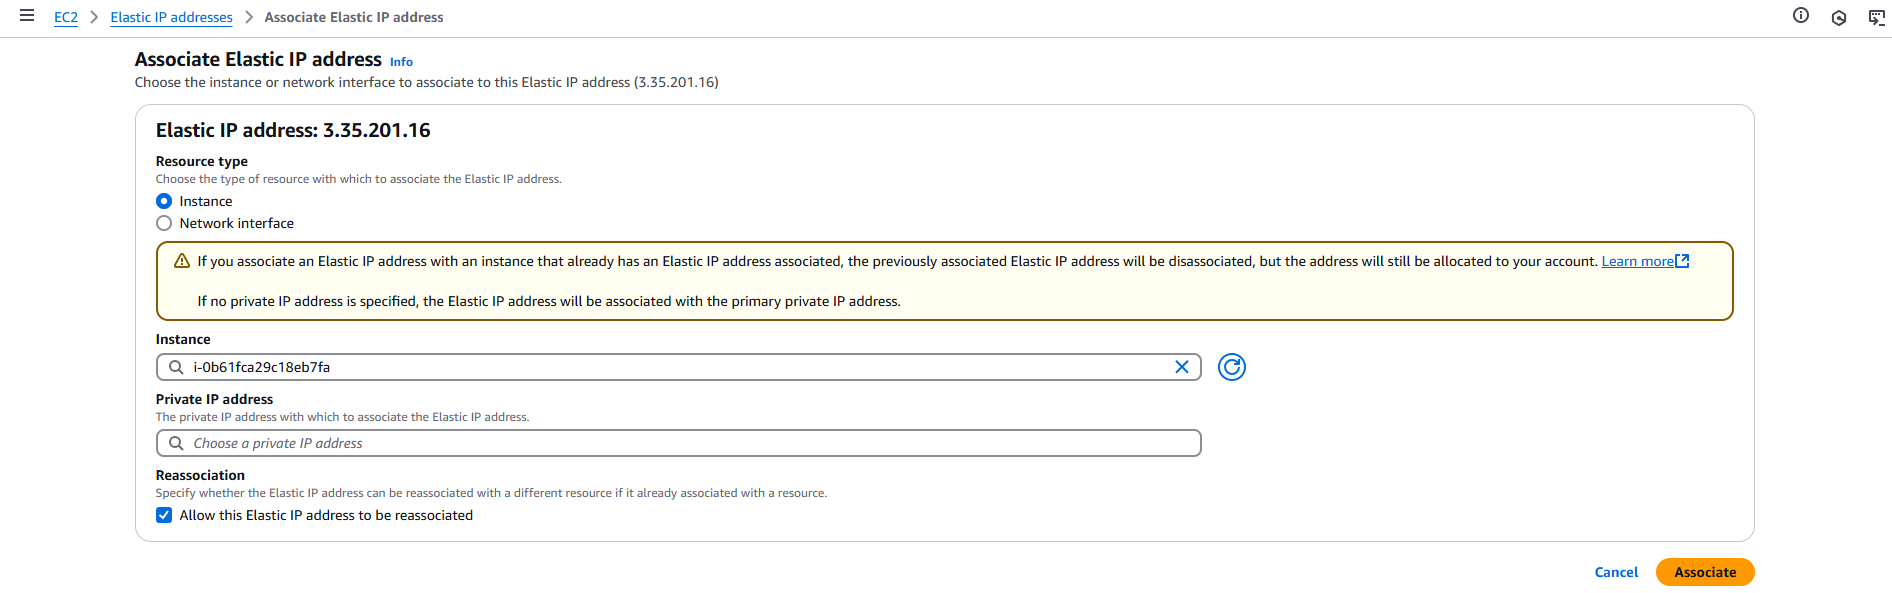 EC2 > Elastic IP addresses > Associate Elastic IP address
Associate Elastic IP address Info
Choose the instance or network interface to associate to this Elastic IP address (3.35.201.16)
Elastic IP address: 3.35.201.16
Resource type
Choose the type of resource with which to associate the Elastic IP address.
Instance
Network interface
If you associate an Elastic IP address with an instance that already has an Elastic IP address associated, the previously associated Elastic IP address will be disassociated, but the address will still be allocated to your account. Learn more
If no private IP address is specified, the Elastic IP address will be associated with the primary private IP address.
Instance
i-0b61fca29c18eb7fa
Private IP address
The private IP address with which to associate the Elastic IP address.
Choose a private IP address
Reassociation
Specify whether the Elastic IP address can be reassociated with a different resource if it already associated with a resource.
Allow this Elastic IP address to be reassociated
Cancel Associate